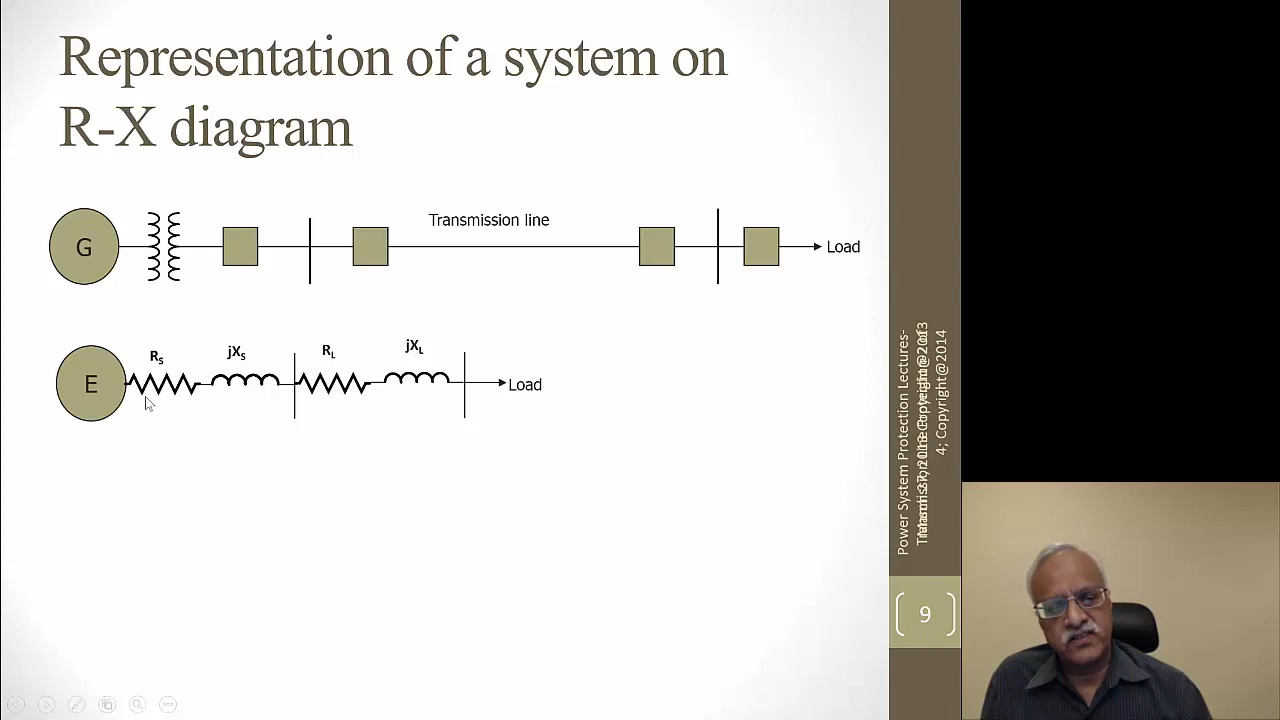 Representation of a system on
R-X diagram
Transmission line
G
Load
RS
jXS
RL
jXL
E
Load
Power System Protection Lectures-
4; Copyright@2014
9